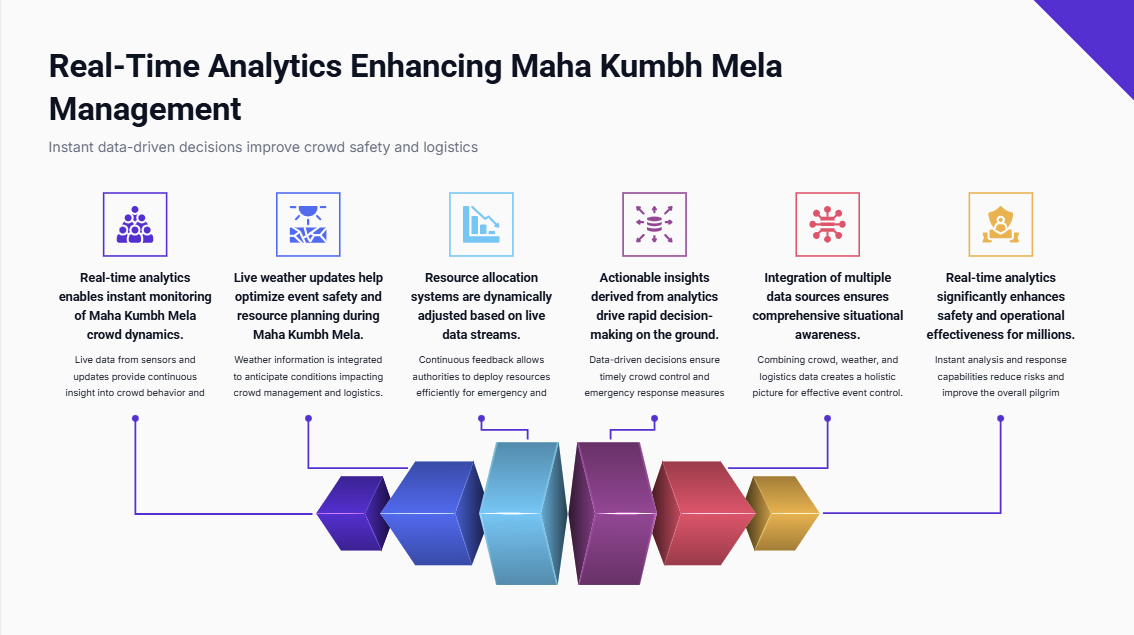 Real-Time Analytics Enhancing Maha Kumbh Mela
Management
Instant data-driven decisions improve crowd safety and logistics
Real-time analytics
enables instant monitoring
of Maha Kumbh Mela
crowd dynamics.
Live data from sensors and
updates provide continuous
insight into crowd behavior and
Live weather updates help
optimize event safety and
resource planning during
Maha Kumbh Mela.
Weather information is integrated
to anticipate conditions impacting
crowd management and logistics.
Resource allocation
systems are dynamically
adjusted based on live
data streams.
Continuous feedback allows
authorities to deploy resources
efficiently for emergency and
Actionable insights
derived from analytics
drive rapid decision-
making on the ground.
Data-driven decisions ensure
timely crowd control and
emergency response measures
Integration of multiple
data sources ensures
comprehensive situational
awareness.
Combining crowd, weather, and
logistics data creates a holistic
picture for effective event control.
Real-time analytics
significantly enhances
safety and operational
effectiveness for millions.
Instant analysis and response
capabilities reduce risks and
improve the overall pilgrim